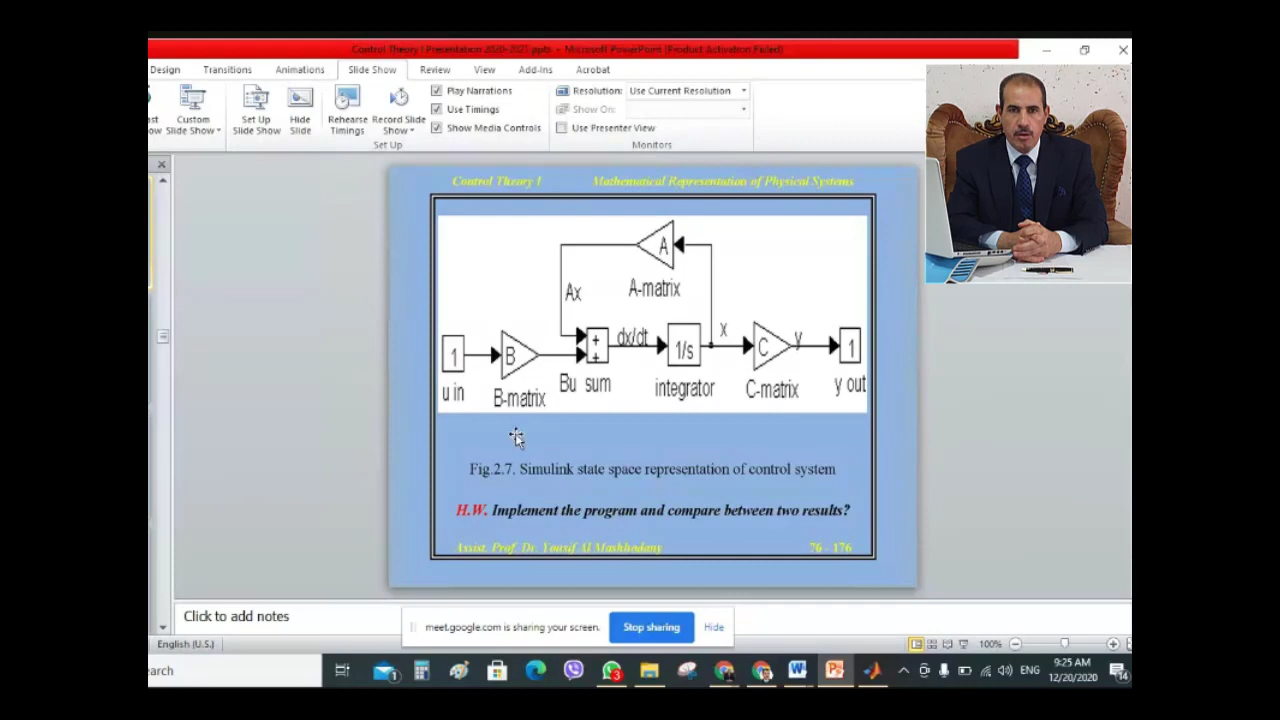 Control Theory I Presentation 2020-2021.pptx - Microsoft PowerPoint (Product Activation Failed)
Design Transitions Animations Slide Show Review View Add-Ins Acrobat
Custom
Slide Show
Set Up
Slide Show
Hide
Slide
Rehearse
Timings
Record Slide
Show
Play Narrations
Use Timings
Show Media Controls
Set Up
Resolution: Use Current Resolution
Show On:
Use Presenter View
Monitors
Control Theory I Mathematical Representation of Physical Systems
A
Ax A-matrix
1 B + + dx/dt 1/s x C y 1
u in B-matrix Bu sum integrator C-matrix y out
Fig.2.7. Simulink state space representation of control system
H.W. Implement the program and compare between two results?
Assist. Prof. Dr. Yousif Al Mashhadany 76 - 176
Click to add notes
meet.google.com is sharing your screen. Stop sharing Hide
English (U.S.) 100%
earch
1
3
ENG
9:25 AM
12/20/2020
14